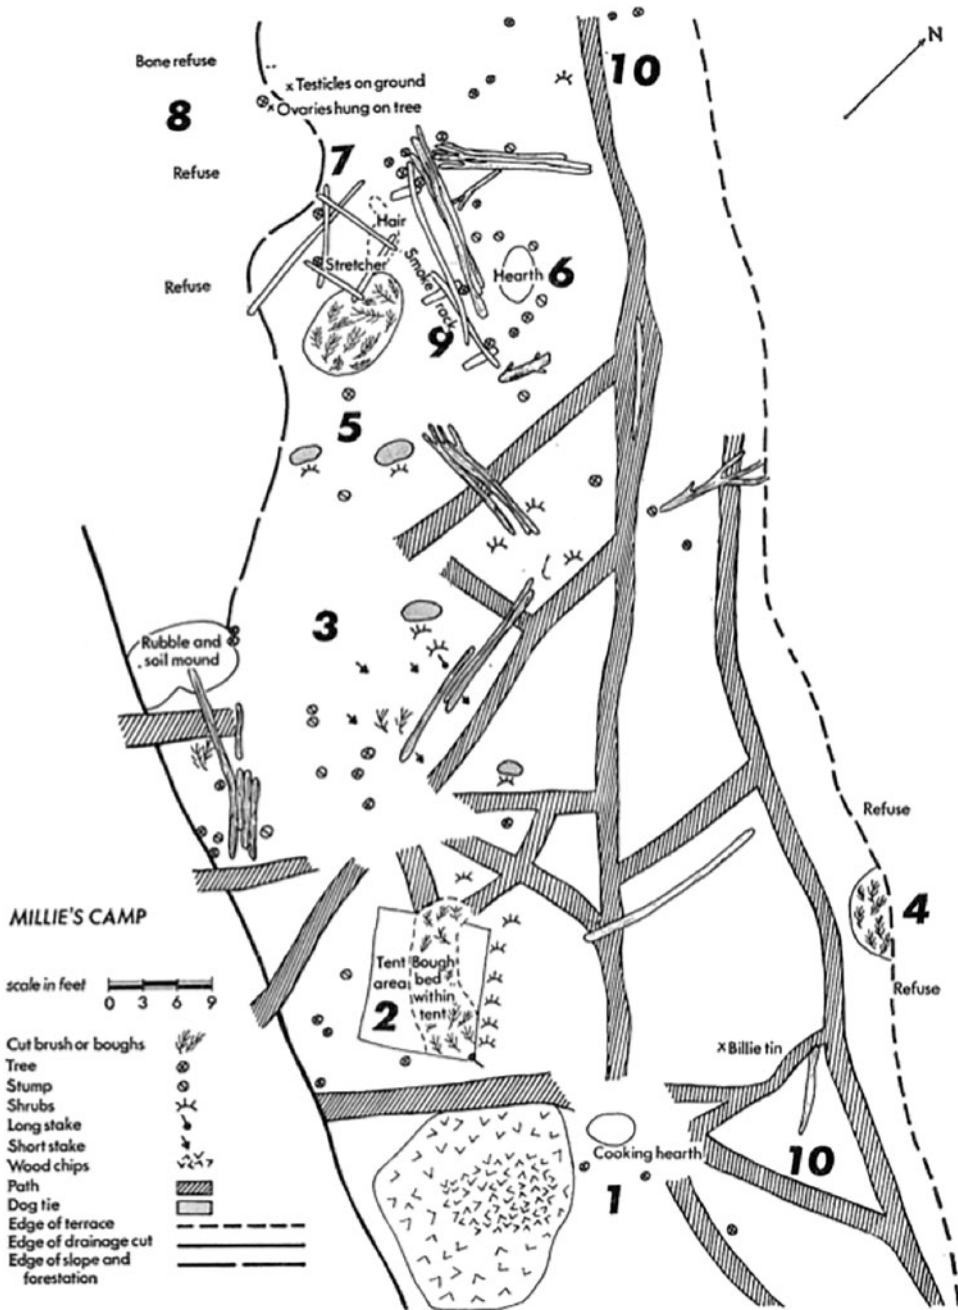 N
10
Bone refuse
x Testicles on ground
8
x Ovaries hung on tree
7
Refuse
Hair
Stretcher
Smoke rack
Hearth
6
Refuse
9
5
3
Rubble and
soil mound
Refuse
4
Refuse
MILLIE'S CAMP
scale in feet
0 3 6 9
Tent
area
Bough
bed
within
tent
2
x Billie tin
Cooking hearth
1
10
Cut brush or boughs
Tree
Stump
Shrubs
Long stake
Short stake
Wood chips
Path
Dog tie
Edge of terrace
Edge of drainage cut
Edge of slope and
forestation